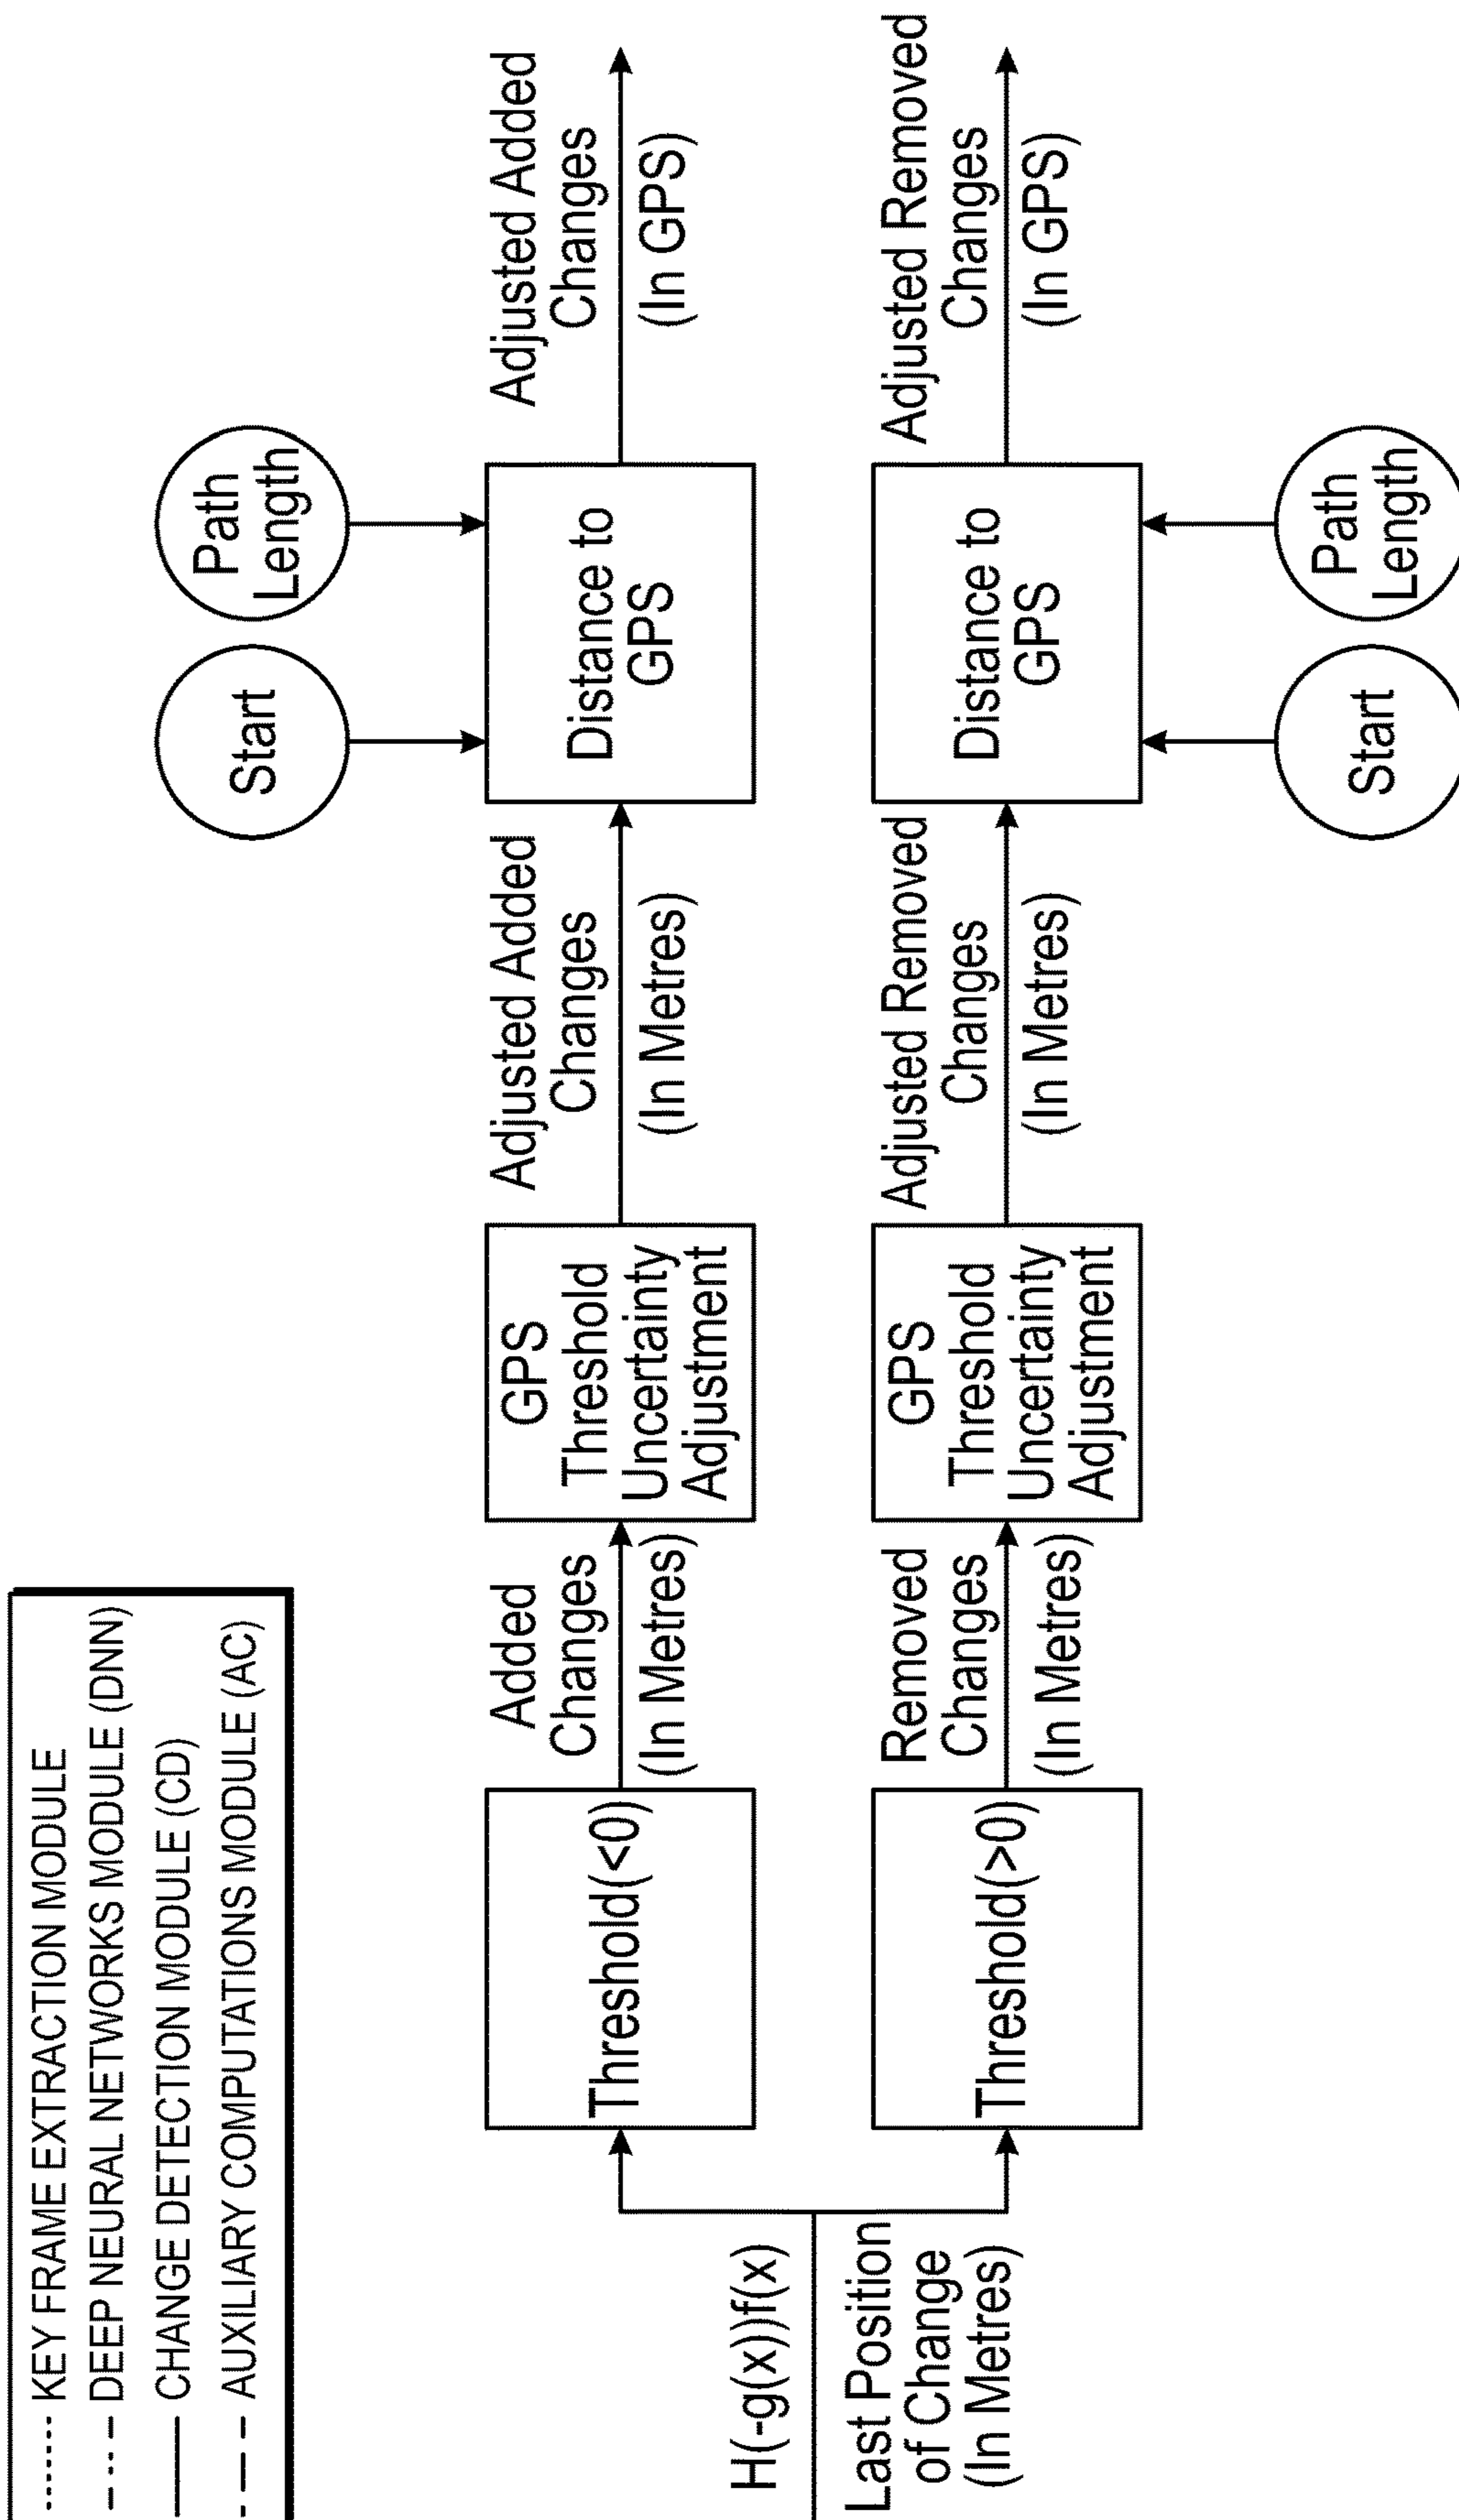 KEY FRAME EXTRACTION MODULE
DEEP NEURAL NETWORKS MODULE (DNN)
CHANGE DETECTION MODULE (CD)
AUXILIARY COMPUTATIONS MODULE (AC)
H(-g(x))f(x)
Last Position
of Change
(In Metres)
Threshold(<0)
Added
Changes
(In Metres)
GPS
Threshold
Uncertainty
Adjustment
Adjusted Added
Changes
(In Metres)
Start
Path
Length
Distance to
GPS
Adjusted Added
Changes
(In GPS)
Threshold(>0)
Removed
Changes
(In Metres)
GPS
Threshold
Uncertainty
Adjustment
Adjusted Removed
Changes
(In Metres)
Distance to
GPS
Start
Path
Length
Adjusted Removed
Changes
(In GPS)